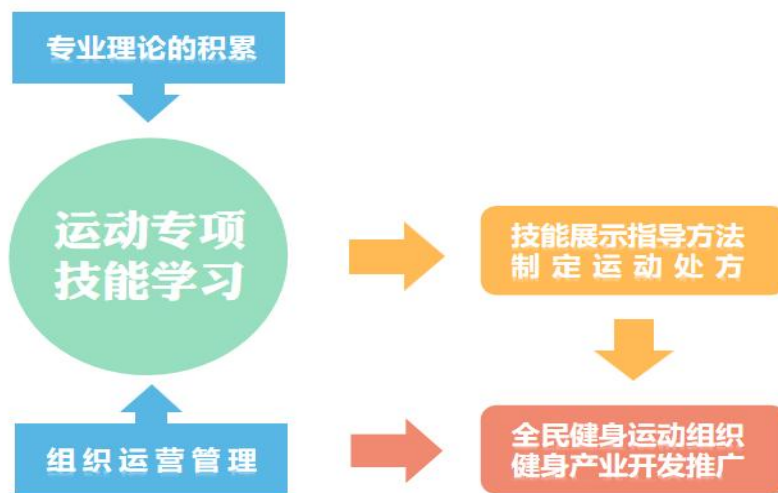 专业理论的积累
运动专项
技能学习
技能展示指导方法
制定运动处方
组织运营管理
全民健身运动组织
健身产业开发推广